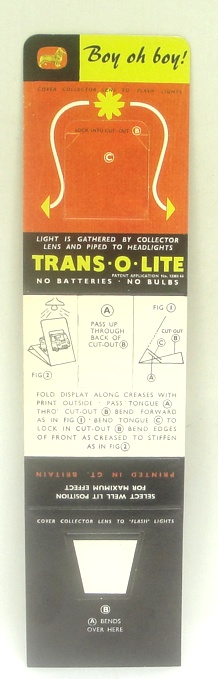 Boy oh boy!
COVER COLLECTOR LENS TO "FLASH" LIGHTS
LOOK INTO CUT-OUT B
C
LIGHT IS GATHERED BY COLLECTOR
LENS AND PIPED TO HEADLIGHTS
TRANS·O·LITE
PATENT APPLICATION No.
NO BATTERIES · NO BULBS
A
PASS UP
THROUGH
BACK OF
CUT-OUT B
FIG 1
CUT-OUT
B
C
A
FIG 2
FOLD DISPLAY ALONG CREASES WITH
PRINT OUTSIDE · PASS TONGUE A
THRO' CUT-OUT B BEND FORWARD
AS IN FIG 1 · BEND TONGUE C TO
LOCK IN CUT-OUT B BEND EDGES
OF FRONT AS CREASED TO STIFFEN
AS IN FIG 2
PRINTED IN GT. BRITAIN
SELECT WELL LIT POSITION
FOR MAXIMUM EFFECT
COVER COLLECTOR LENS TO "FLASH" LIGHTS
B
A BENDS
OVER HERE